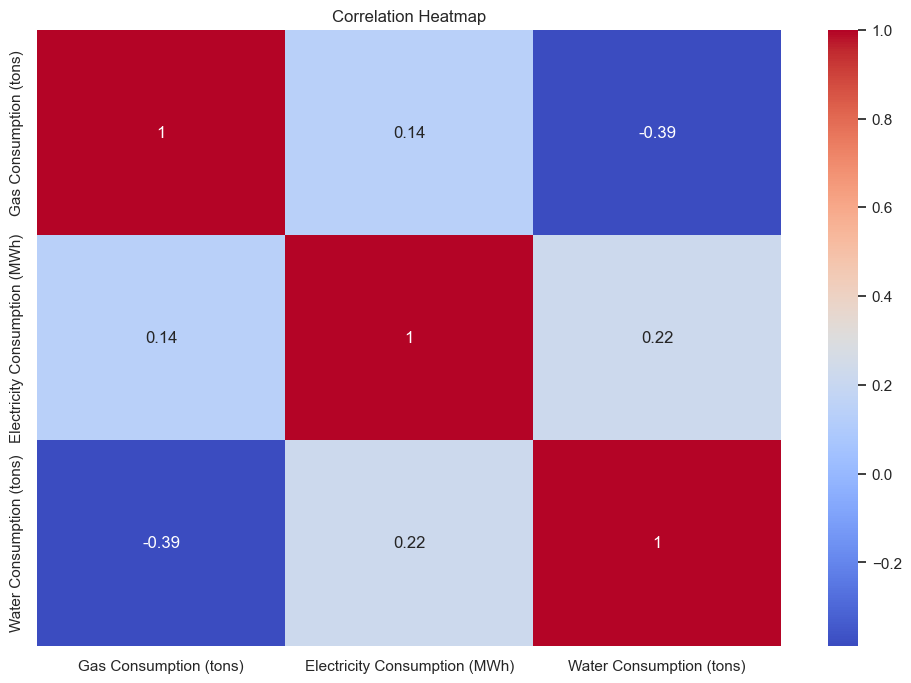 Correlation Heatmap
Gas Consumption (tons)
Electricity Consumption (MWh)
Water Consumption (tons)
1
0.14
-0.39
0.14
1
0.22
-0.39
0.22
1
Gas Consumption (tons)
Electricity Consumption (MWh)
Water Consumption (tons)
1.0
0.8
0.6
0.4
0.2
0.0
−0.2